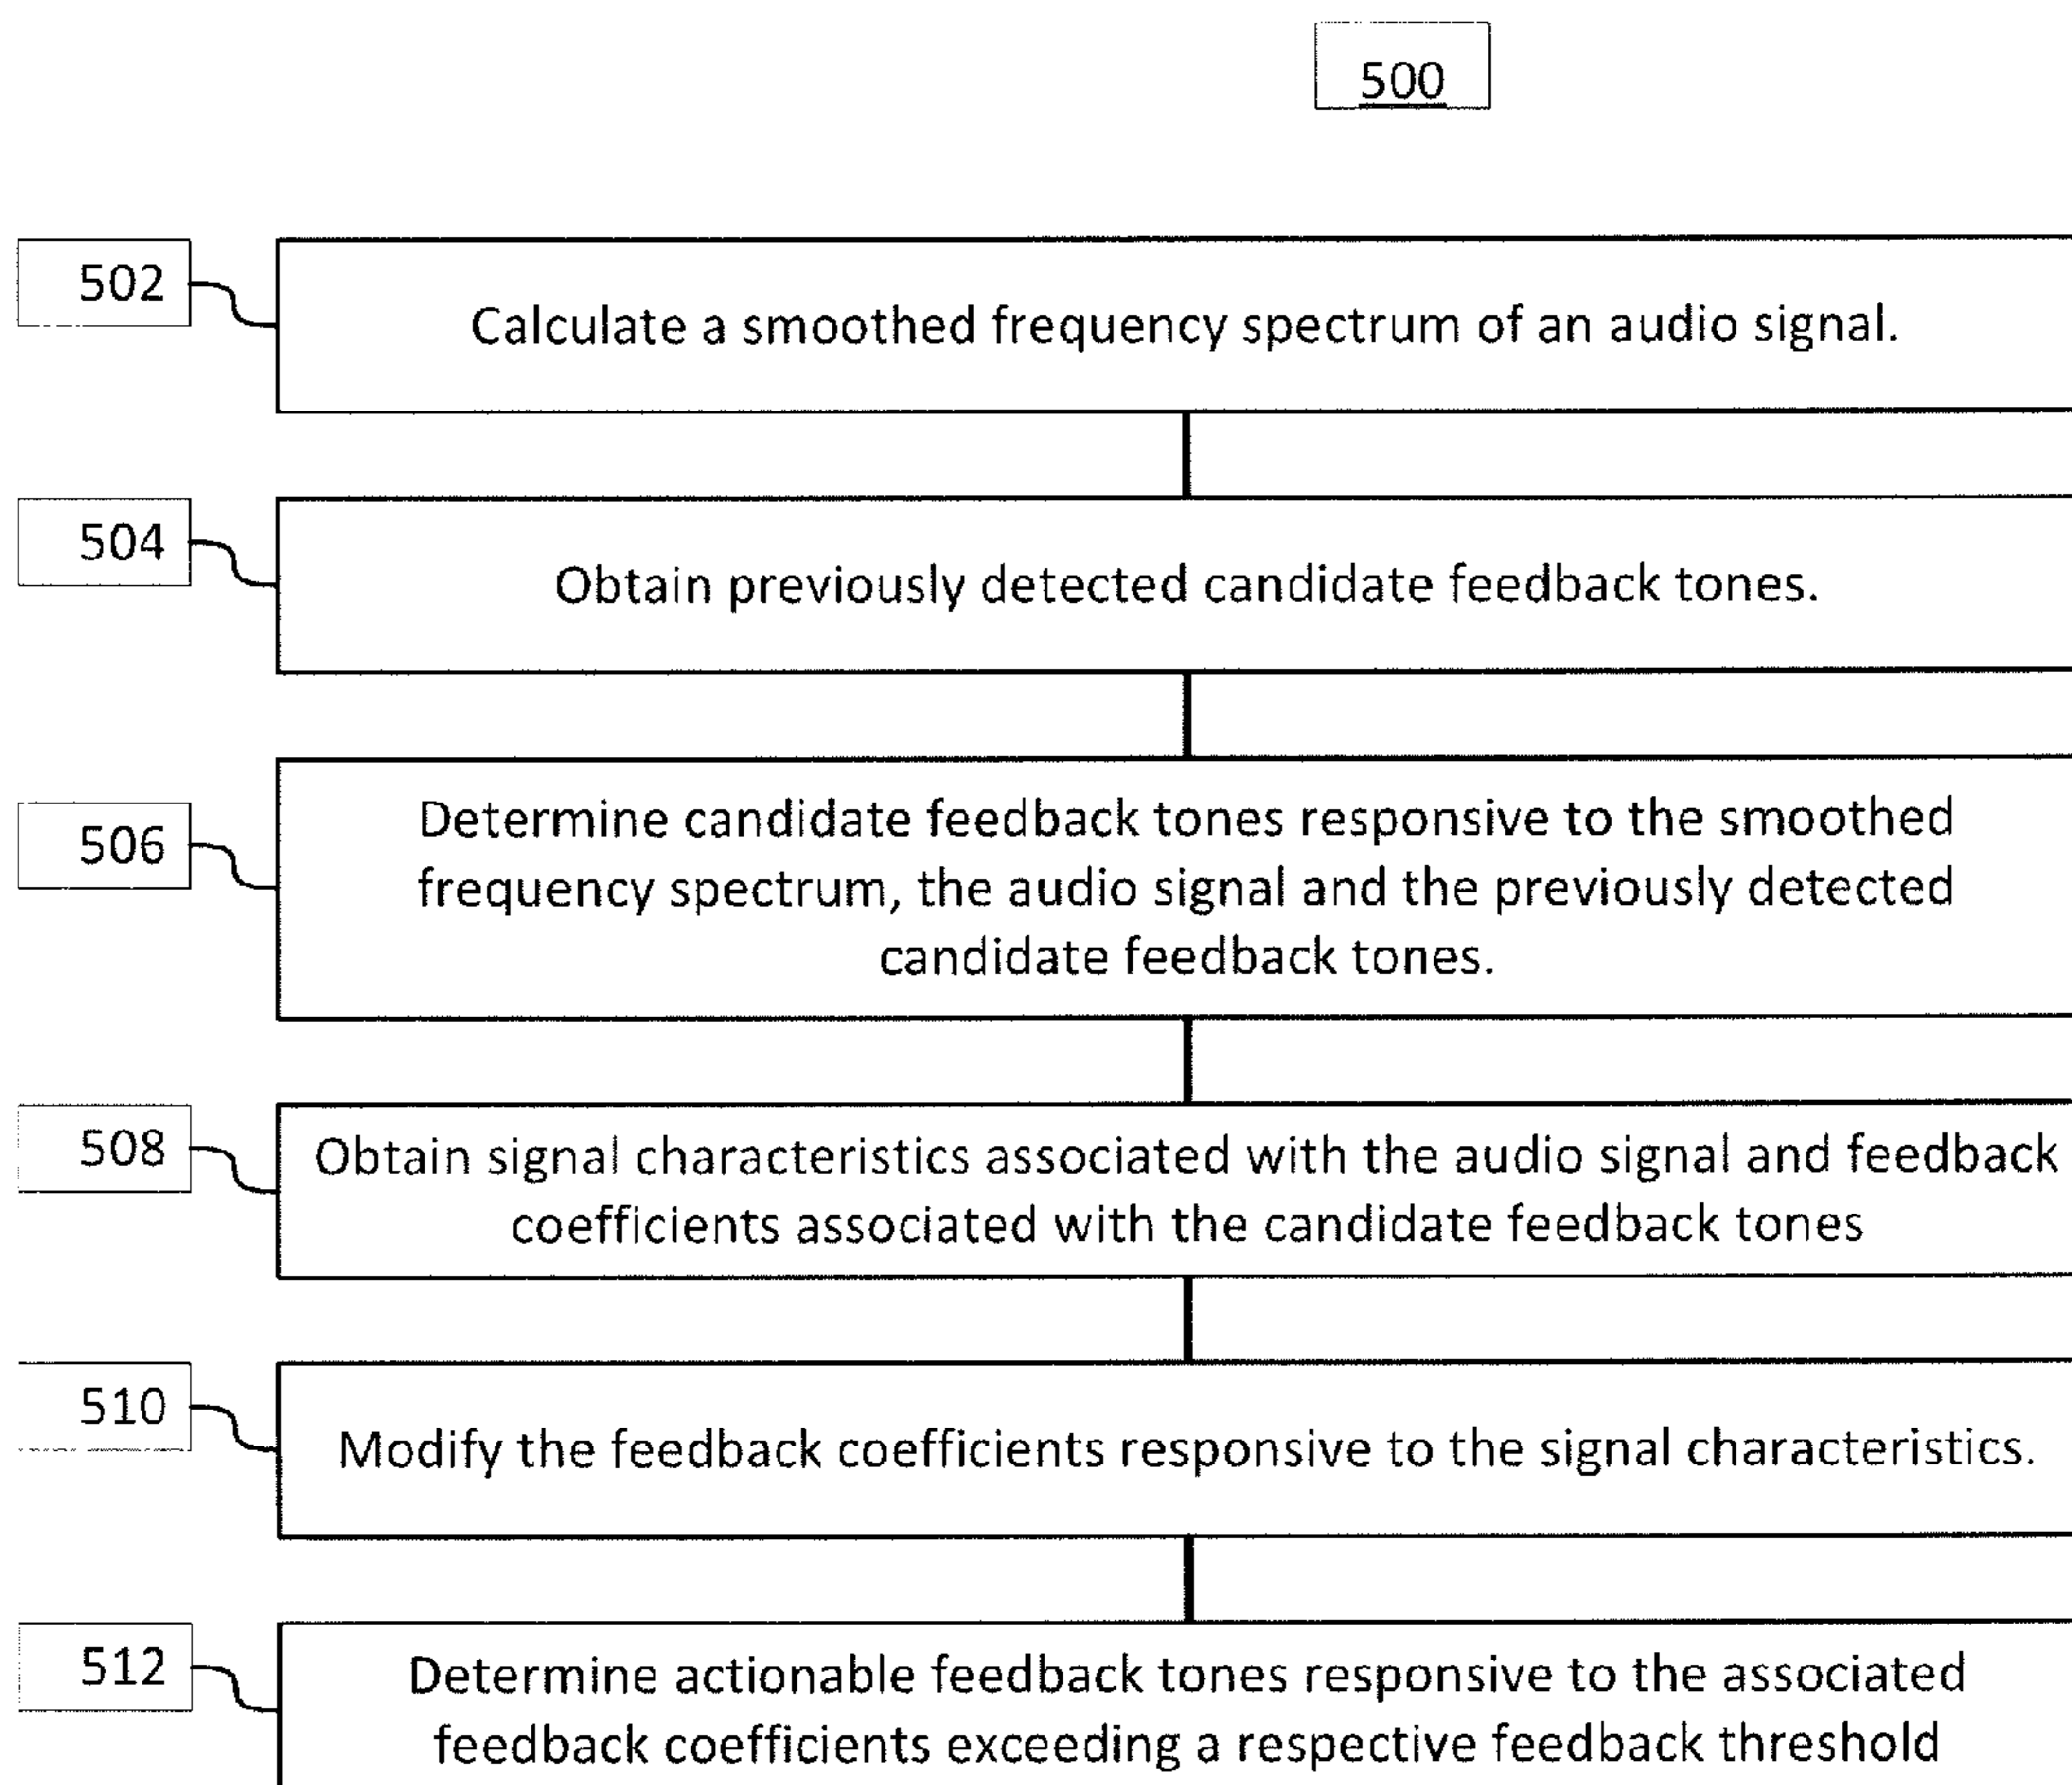 500
502
Calculate a smoothed frequency spectrum of an audio signal.
504
Obtain previously detected candidate feedback tones.
506
Determine candidate feedback tones responsive to the smoothed
frequency spectrum, the audio signal and the previously detected
candidate feedback tones.
508
Obtain signal characteristics associated with the audio signal and feedback
coefficients associated with the candidate feedback tones
510
Modify the feedback coefficients responsive to the signal characteristics.
512
Determine actionable feedback tones responsive to the associated
feedback coefficients exceeding a respective feedback threshold